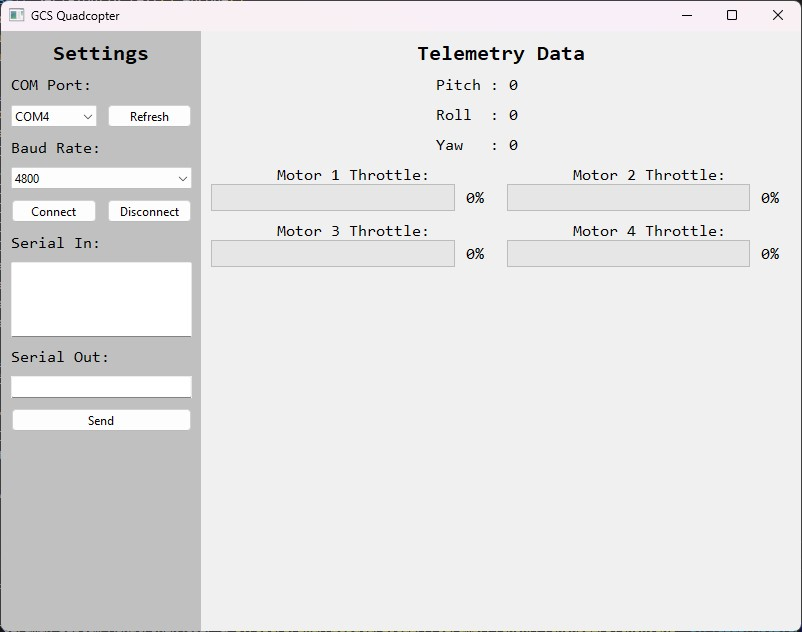 GCS Quadcopter
Settings
COM Port:
COM4 Refresh
Baud Rate:
4800
Connect Disconnect
Serial In:
Serial Out:
Send
Telemetry Data
Pitch : 0
Roll : 0
Yaw : 0
Motor 1 Throttle: Motor 2 Throttle:
0% 0%
Motor 3 Throttle: Motor 4 Throttle:
0% 0%